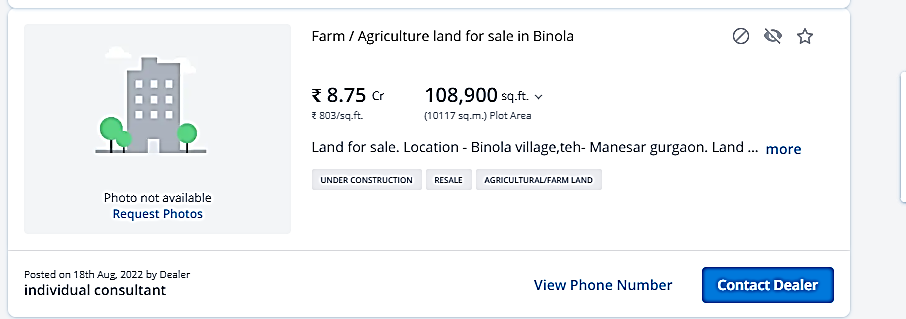 Farm / Agriculture land for sale in Binola
₹ 8.75 Cr
108,900 sq.ft.
₹ 803/sq.ft.
(10117 sq.m.) Plot Area
Land for sale. Location - Binola village,teh- Manesar gurgaon. Land ... more
UNDER CONSTRUCTION
RESALE
AGRICULTURAL/FARM LAND
Photo not available
Request Photos
Posted on 18th Aug, 2022 by Dealer
individual consultant
View Phone Number
Contact Dealer